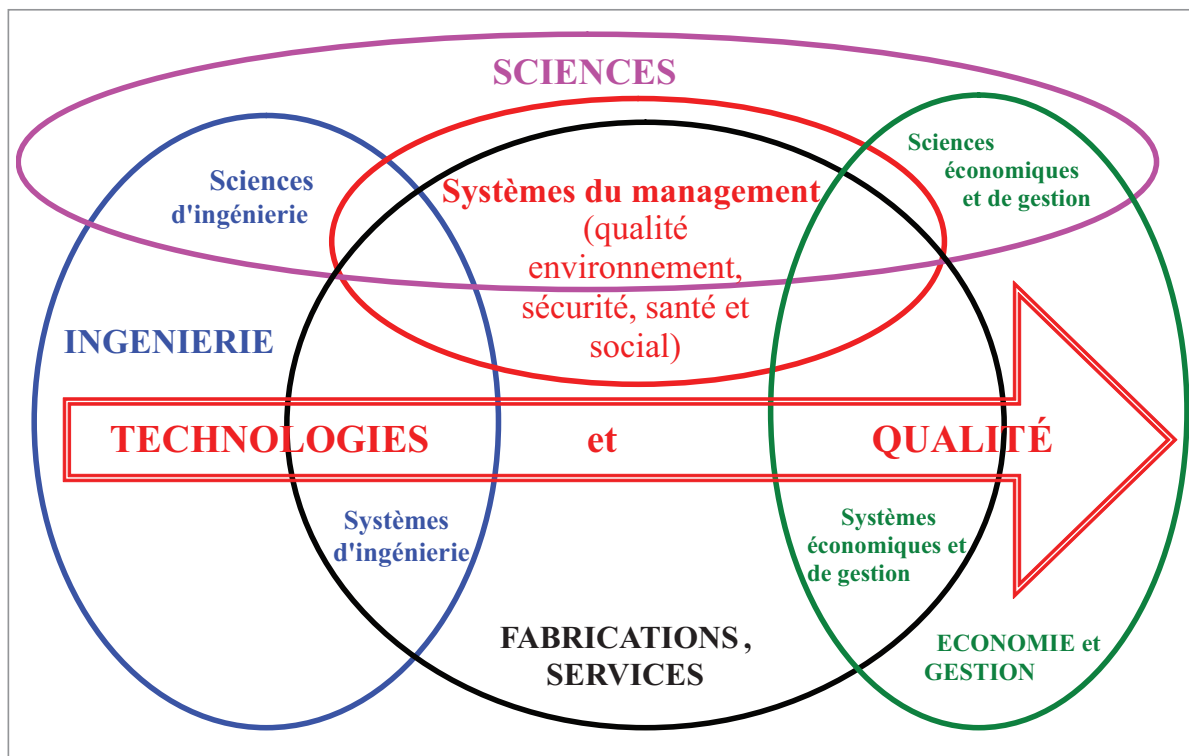 SCIENCES
Sciences
d'ingénierie
Systèmes du management
(qualité
environnement,
sécurité, santé et
social)
Sciences
économiques
et de gestion
INGENIERIE
TECHNOLOGIES et QUALITÉ
Systèmes
d'ingénierie
Systèmes
économiques et
de gestion
FABRICATIONS ,
SERVICES
ECONOMIE et
GESTION